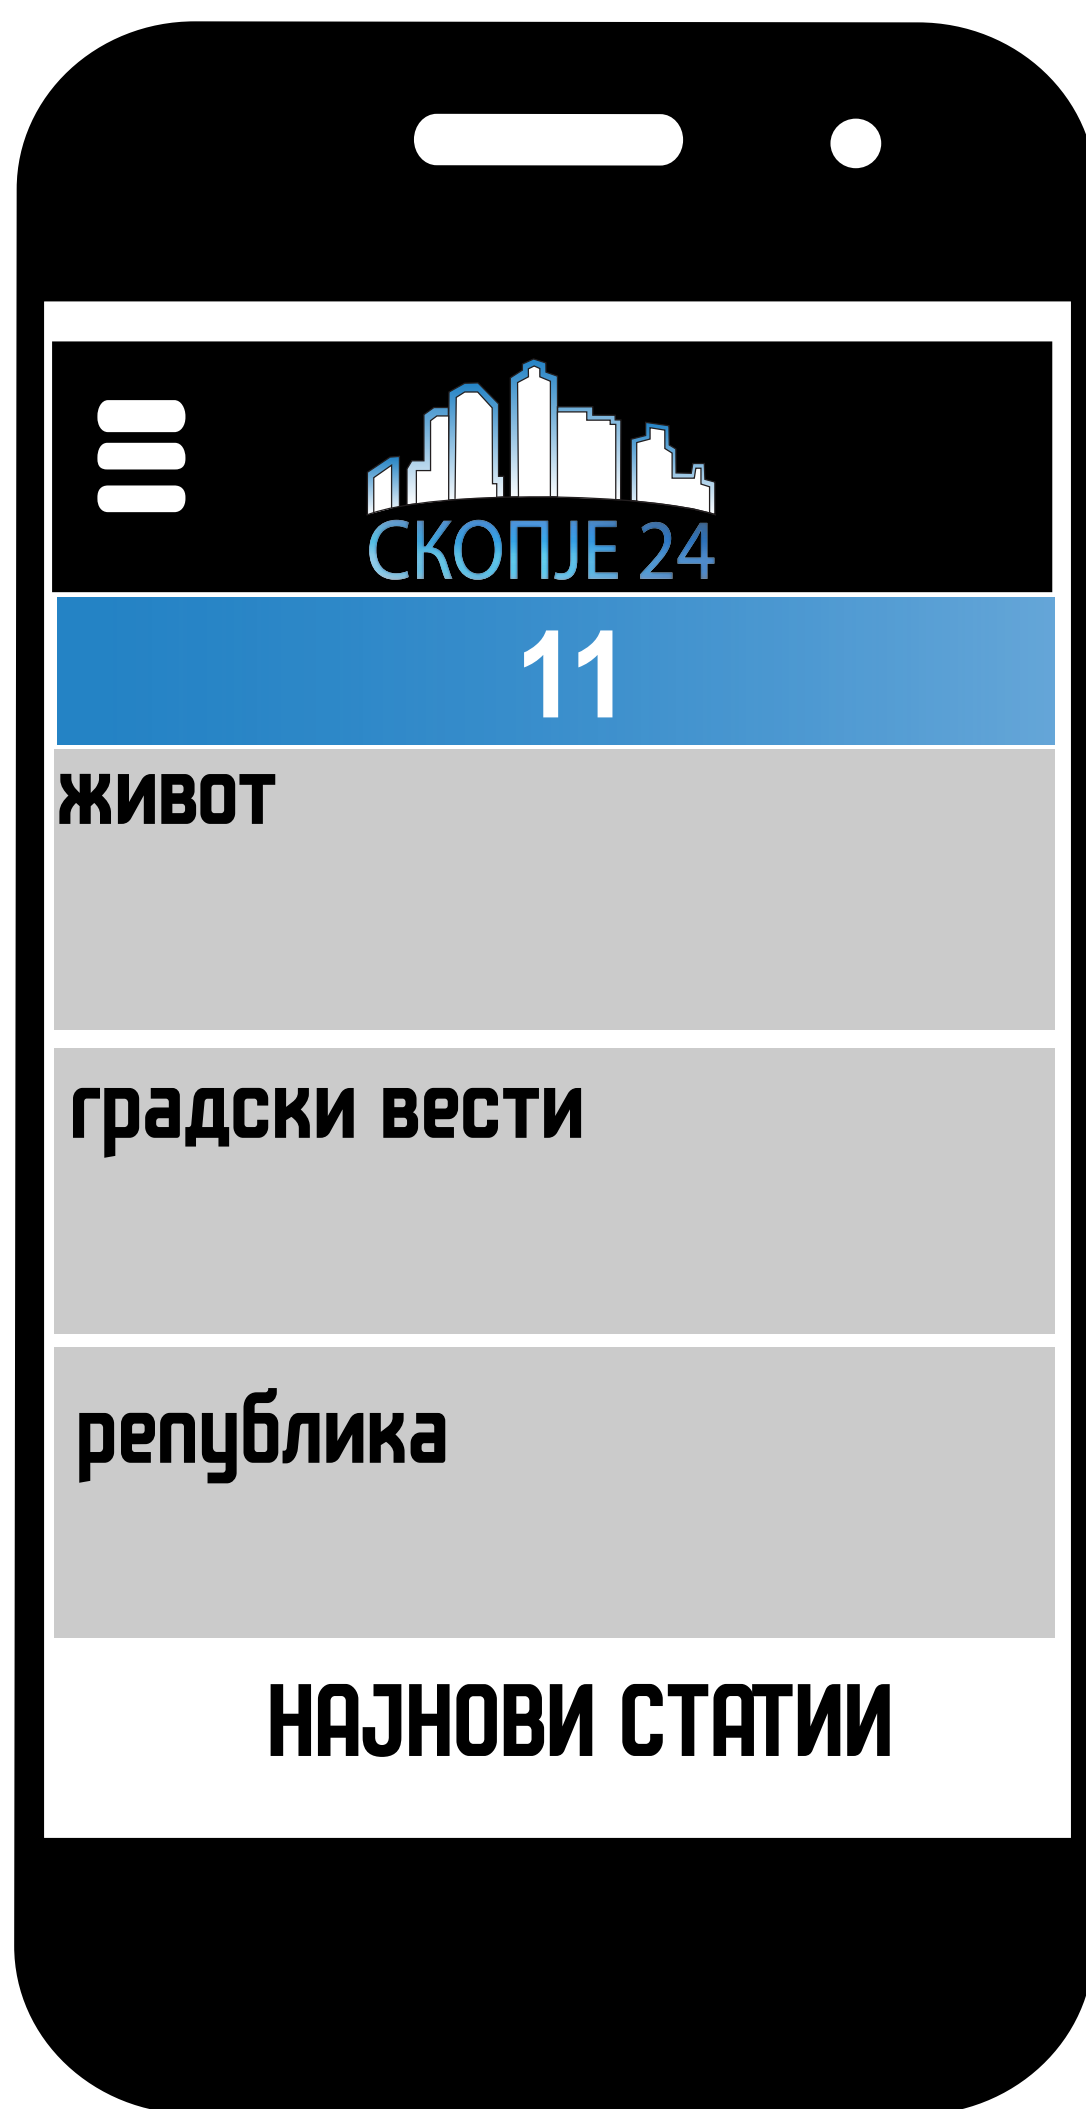 СКОПЈЕ 24
11
живот
градски вести
република
НАЈНОВИ СТАТИИ